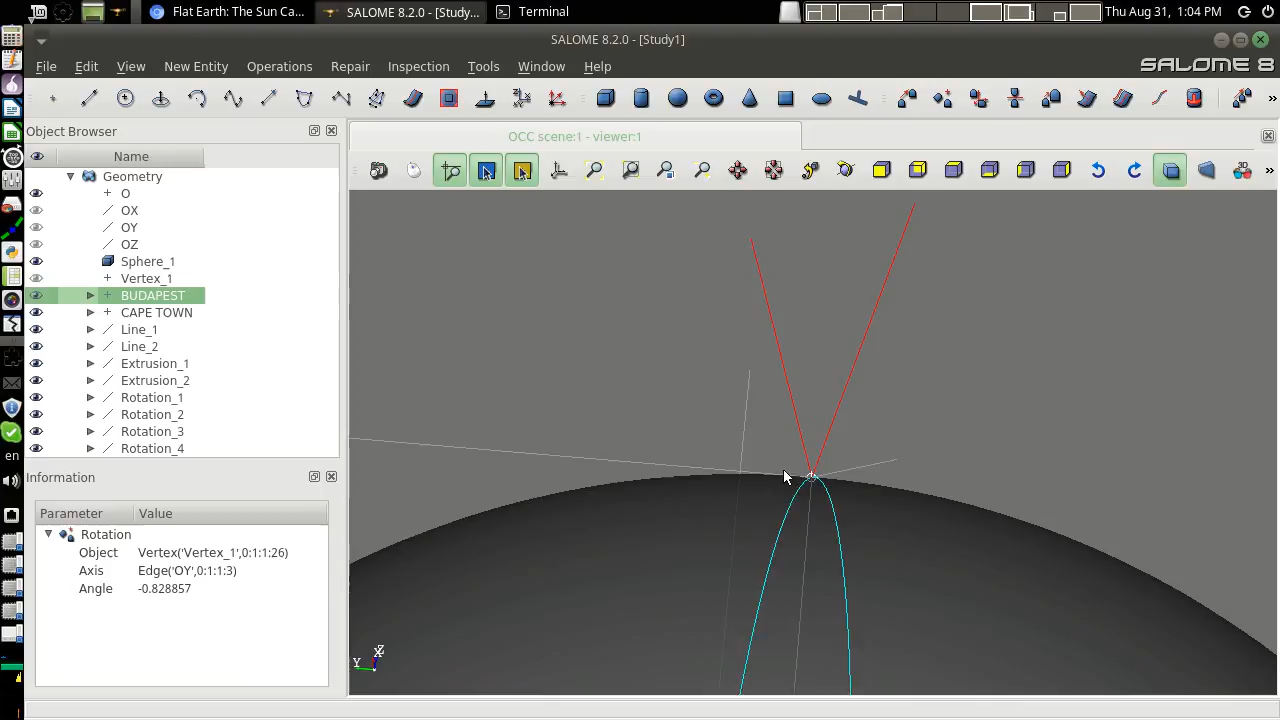 Flat Earth: The Sun Ca...
SALOME 8.2.0 - [Study...
Terminal
Thu Aug 31, 1:04 PM
SALOME 8.2.0 - [Study1]
File Edit View New Entity Operations Repair Inspection Tools Window Help
SALOME 8
Object Browser
OCC scene:1 - viewer:1
Name
Geometry
O
OX
OY
OZ
Sphere_1
Vertex_1
BUDAPEST
CAPE TOWN
Line_1
Line_2
Extrusion_1
Extrusion_2
Rotation_1
Rotation_2
Rotation_3
Rotation_4
en
Information
Parameter Value
Rotation
Object Vertex('Vertex_1',0:1:1:26)
Axis Edge('OY',0:1:1:3)
Angle -0.828857
Z
X
Y